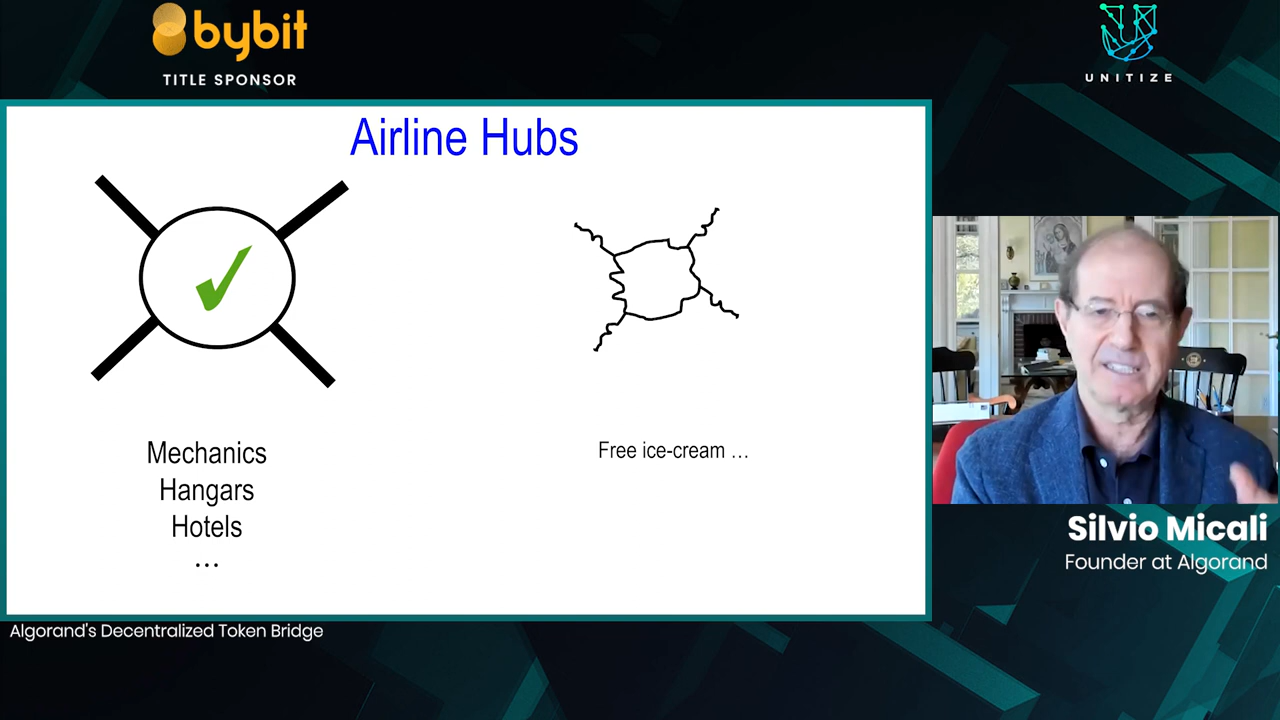 bybit
TITLE SPONSOR
UNITIZE
Airline Hubs
Mechanics
Hangars
Hotels
...
Free ice-cream ...
Silvio Micali
Founder at Algorand
Algorand's Decentralized Token Bridge